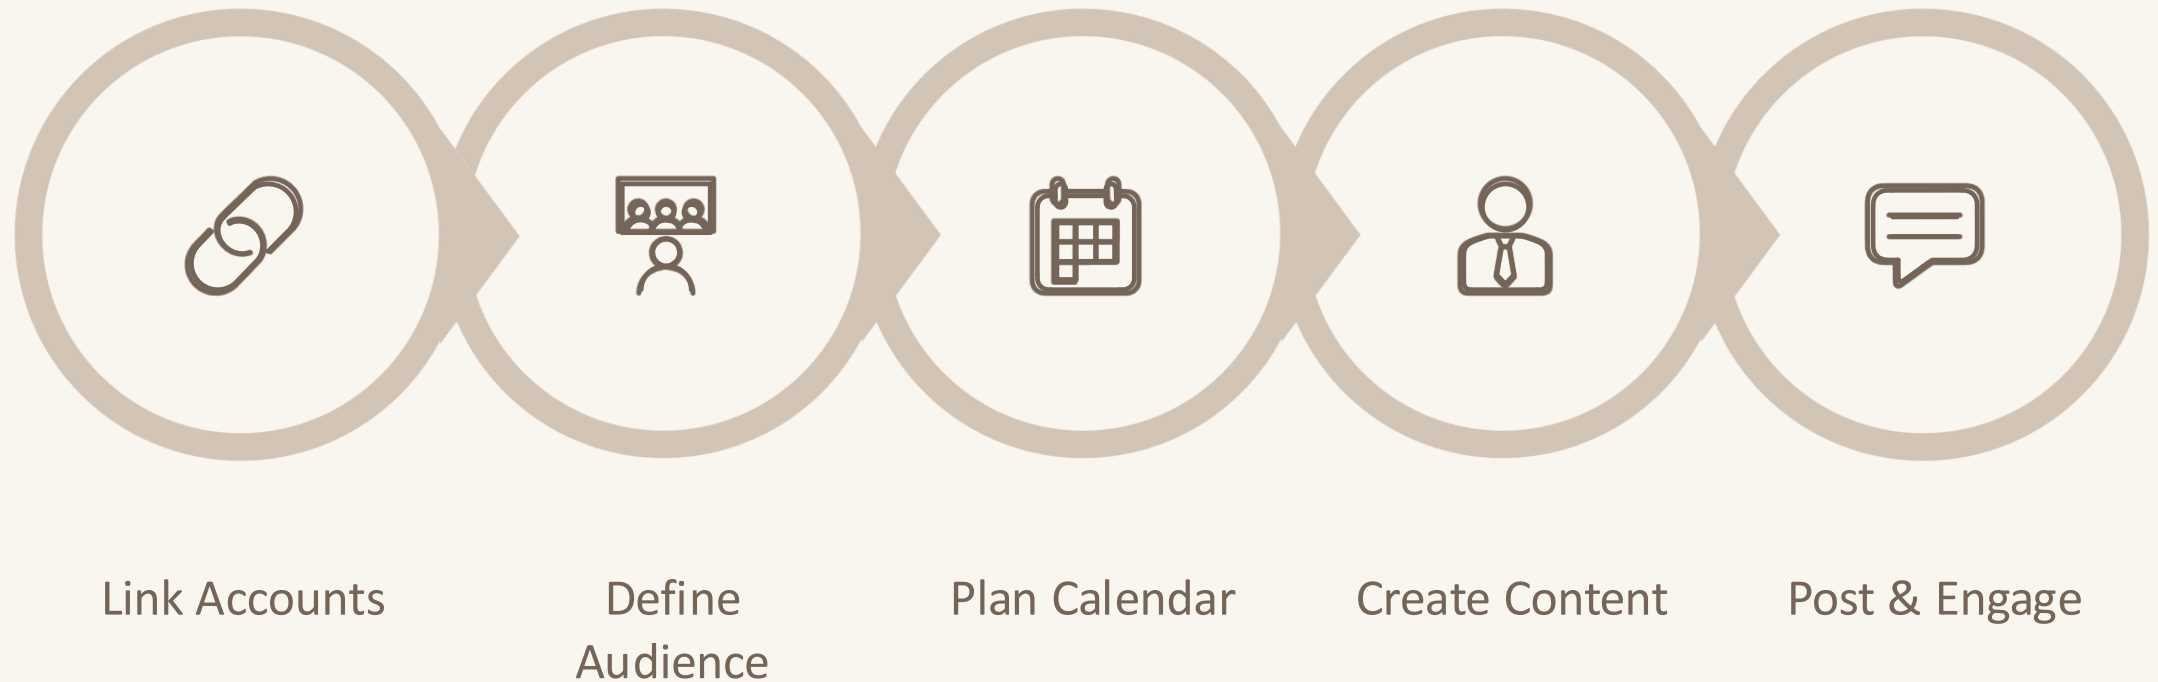 Link Accounts
Define
Audience
Plan Calendar
Create Content
Post & Engage